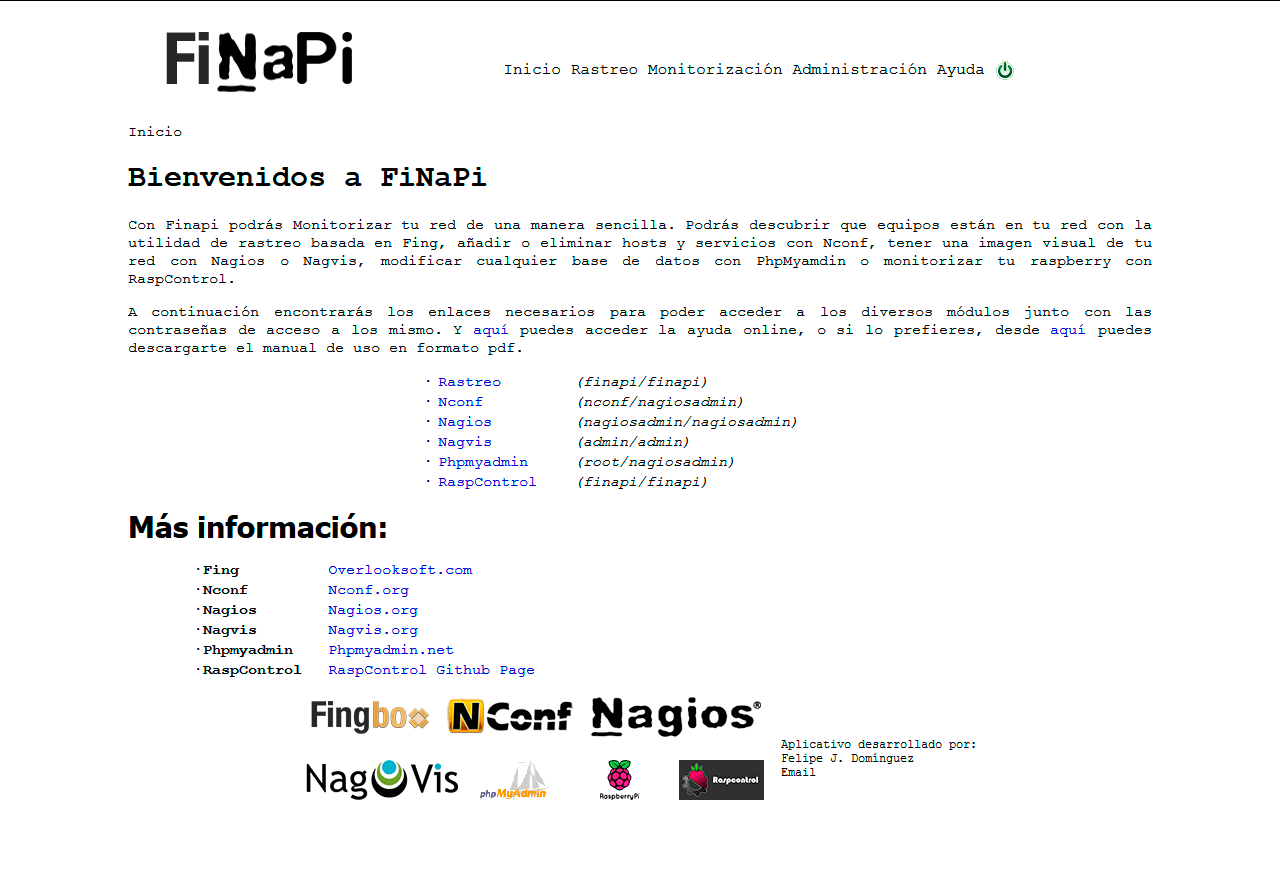 FiNaPi
Inicio Rastreo Monitorización Administración Ayuda
Inicio
Bienvenidos a FiNaPi
Con Finapi podrás Monitorizar tu red de una manera sencilla. Podrás descubrir que equipos están en tu red con la
utilidad de rastreo basada en Fing, añadir o eliminar hosts y servicios con Nconf, tener una imagen visual de tu
red con Nagios o Nagvis, modificar cualquier base de datos con PhpMyamdin o monitorizar tu raspberry con
RaspControl.
A continuación encontrarás los enlaces necesarios para poder acceder a los diversos módulos junto con las
contraseñas de acceso a los mismo. Y aquí puedes acceder la ayuda online, o si lo prefieres, desde aquí puedes
descargarte el manual de uso en formato pdf.
· Rastreo (finapi/finapi)
· Nconf (nconf/nagiosadmin)
· Nagios (nagiosadmin/nagiosadmin)
· Nagvis (admin/admin)
· Phpmyadmin (root/nagiosadmin)
· RaspControl (finapi/finapi)
Más información:
·Fing Overlooksoft.com
·Nconf Nconf.org
·Nagios Nagios.org
·Nagvis Nagvis.org
·Phpmyadmin Phpmyadmin.net
·RaspControl RaspControl Github Page
Fingbox NConf Nagios®
NagVis phpMyAdmin RaspberryPi Raspcontrol
Aplicativo desarrollado por:
Felipe J. Domínguez
Email